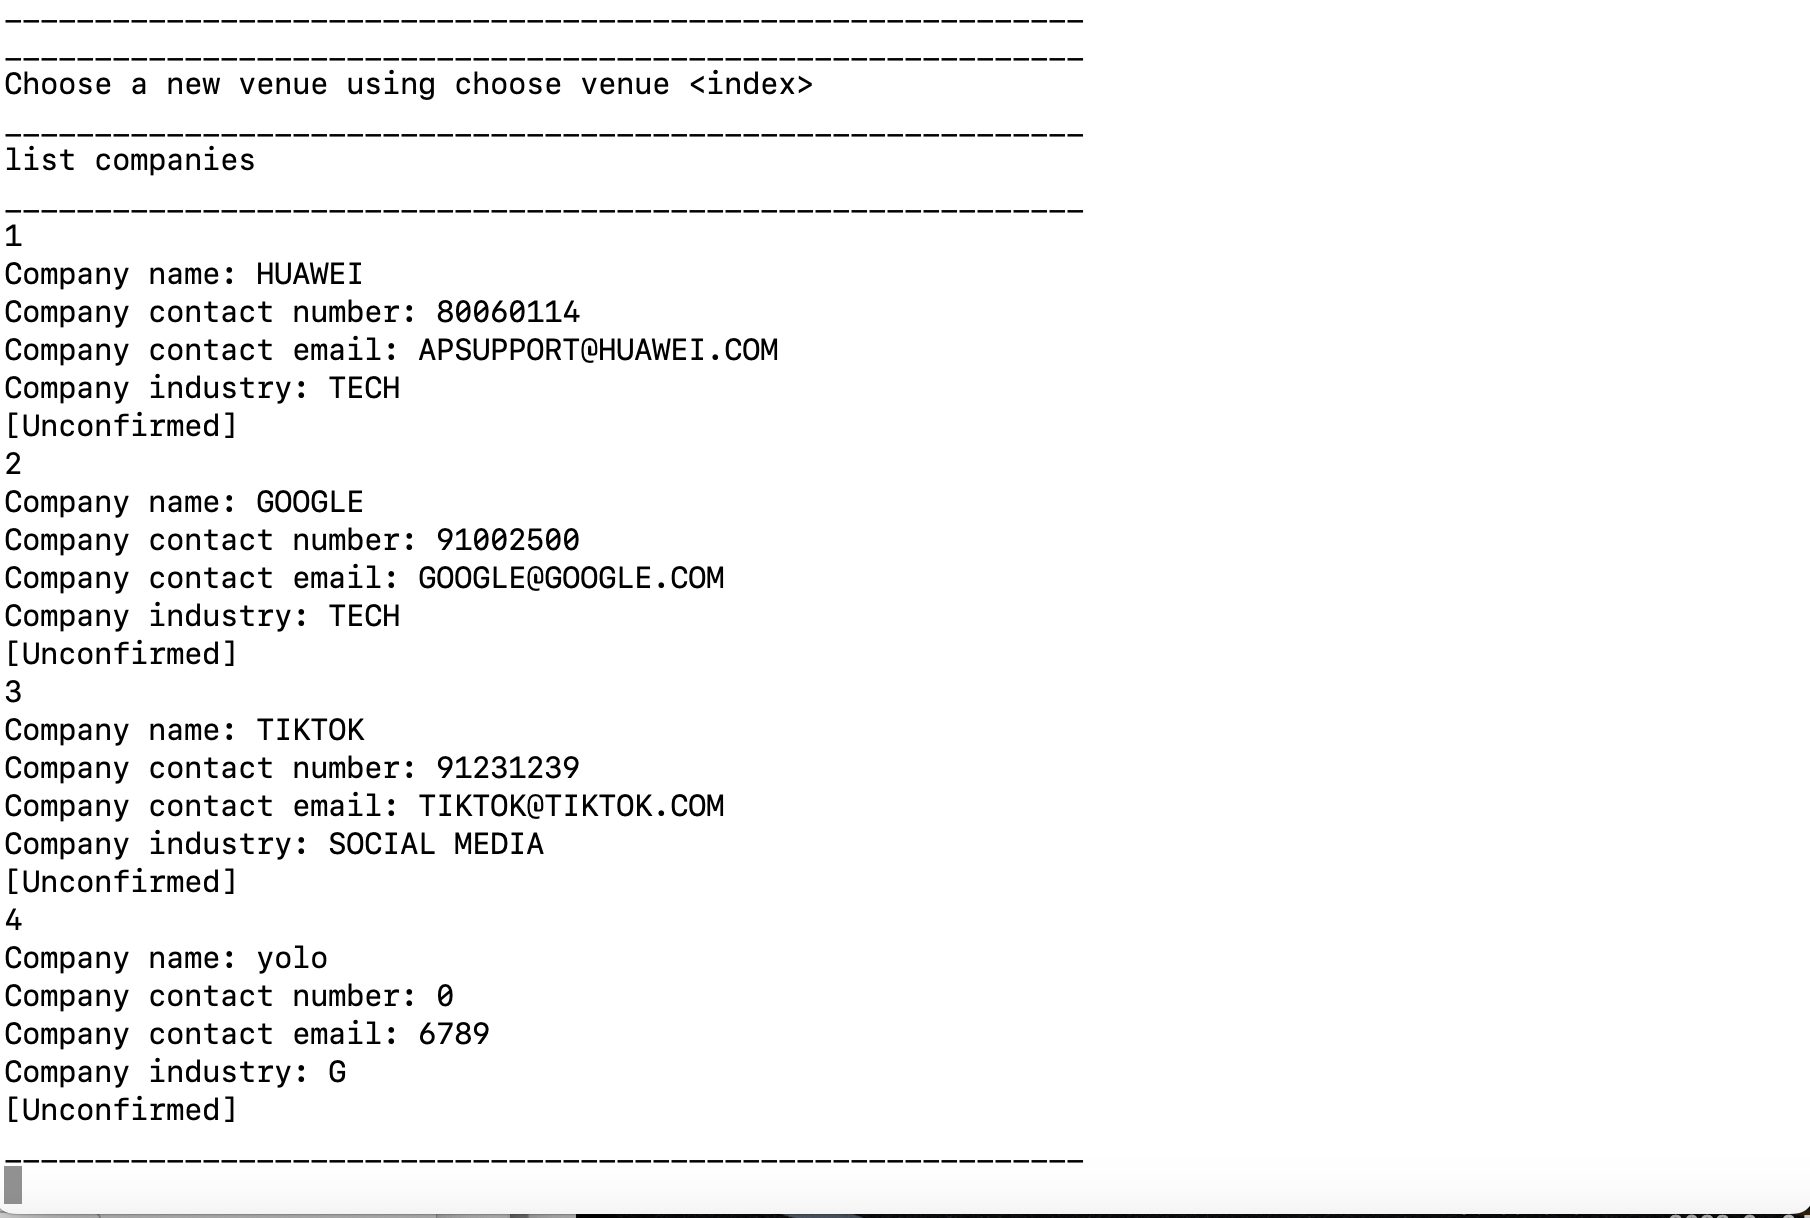 ____________________________________________________________
____________________________________________________________
Choose a new venue using choose venue <index>
____________________________________________________________
list companies
____________________________________________________________
1
Company name: HUAWEI
Company contact number: 80060114
Company contact email: APSUPPORT@HUAWEI.COM
Company industry: TECH
[Unconfirmed]
2
Company name: GOOGLE
Company contact number: 91002500
Company contact email: GOOGLE@GOOGLE.COM
Company industry: TECH
[Unconfirmed]
3
Company name: TIKTOK
Company contact number: 91231239
Company contact email: TIKTOK@TIKTOK.COM
Company industry: SOCIAL MEDIA
[Unconfirmed]
4
Company name: yolo
Company contact number: 0
Company contact email: 6789
Company industry: G
[Unconfirmed]
____________________________________________________________